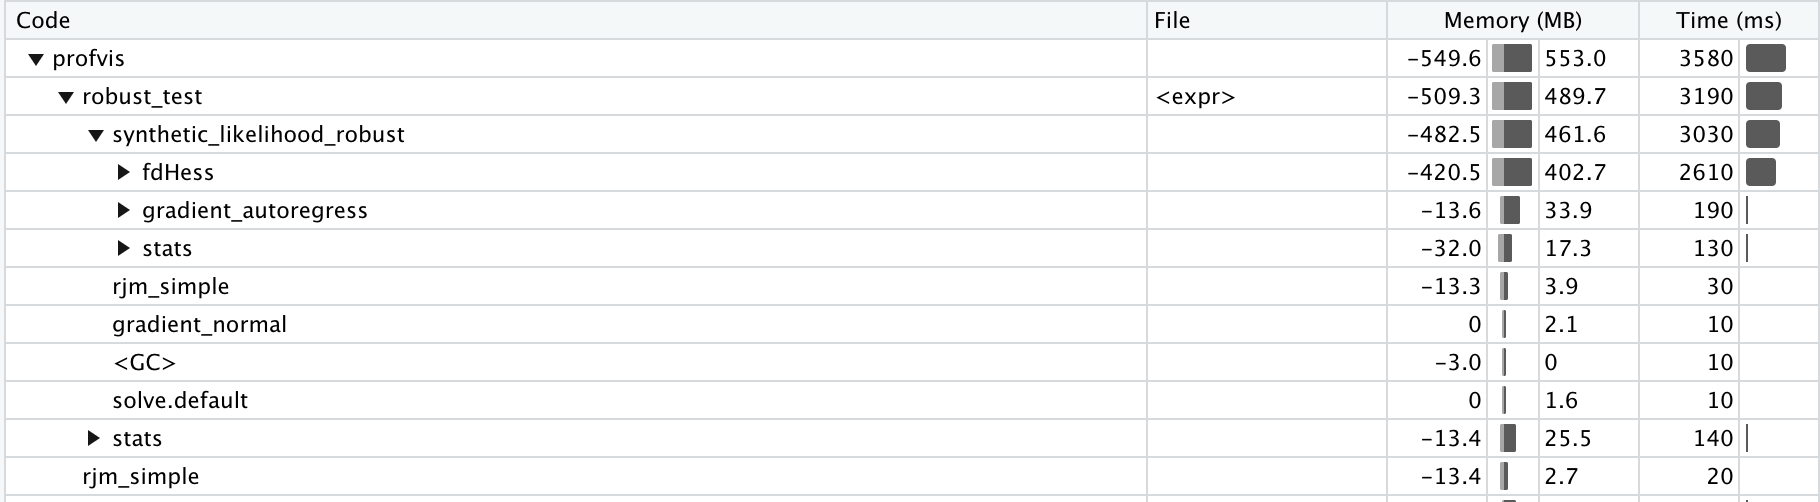 Code File Memory (MB) Time (ms)
profvis −549.6 553.0 3580
robust_test <expr> −509.3 489.7 3190
synthetic_likelihood_robust −482.5 461.6 3030
fdHess −420.5 402.7 2610
gradient_autoregress −13.6 33.9 190
stats −32.0 17.3 130
rjm_simple −13.3 3.9 30
gradient_normal 0 2.1 10
<GC> −3.0 0 10
solve.default 0 1.6 10
stats −13.4 25.5 140
rjm_simple −13.4 2.7 20